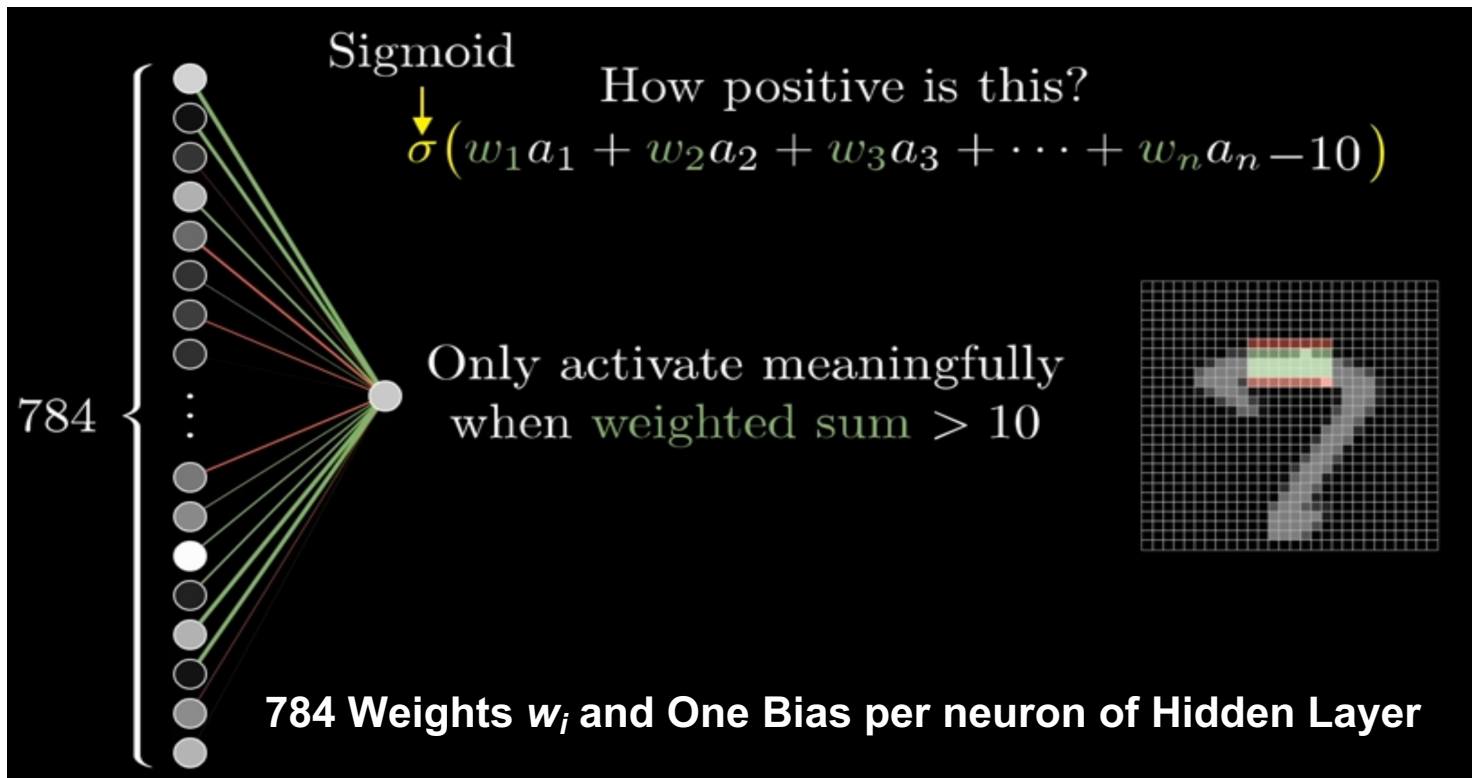 Sigmoid
How positive is this?
σ(w₁a₁ + w₂a₂ + w₃a₃ + ⋯ + wₙaₙ − 10)
784
Only activate meaningfully
when weighted sum > 10
784 Weights wᵢ and One Bias per neuron of Hidden Layer